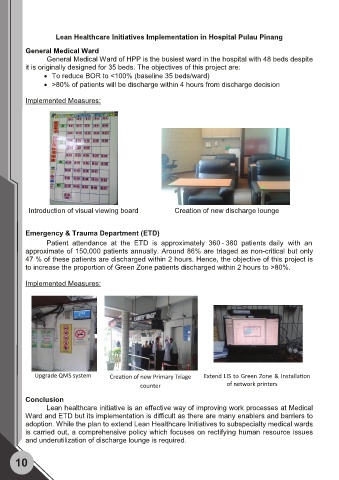 Lean Healthcare Initiatives Implementation in Hospital Pulau Pinang
General Medical Ward
General Medical Ward of HPP is the busiest ward in the hospital with 48 beds despite
it is originally designed for 35 beds. The objectives of this project are:
• To reduce BOR to <100% (baseline 35 beds/ward)
• >80% of patients will be discharge within 4 hours from discharge decision
Implemented Measures:
Introduction of visual viewing board
Creation of new discharge lounge
Emergency & Trauma Department (ETD)
Patient attendance at the ETD is approximately 360 - 360 patients daily with an
approximate of 150,000 patients annually. Around 86% are triaged as non-critical but only
47 % of these patients are discharged within 2 hours. Hence, the objective of this project is
to increase the proportion of Green Zone patients discharged within 2 hours to >80%.
Implemented Measures:
Upgrade QMS system
Creation of new Primary Triage
counter
Extend LIS to Green Zone & Installation
of network printers
Conclusion
Lean healthcare initiative is an effective way of improving work processes at Medical
Ward and ETD but its implementation is difficult as there are many enablers and barriers to
adoption. While the plan to extend Lean Healthcare Initiatives to subspecialty medical wards
is carried out, a comprehensive policy which focuses on rectifying human resource issues
and underutilization of discharge lounge is required.
10